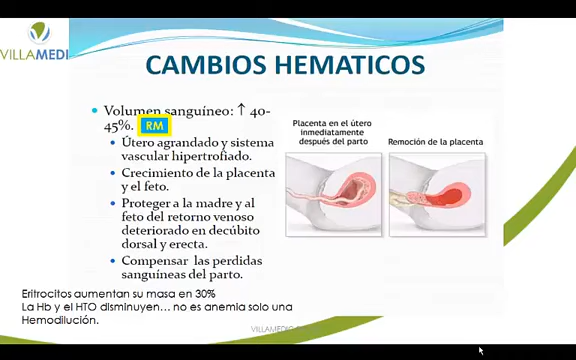 VILLAMEDI
CAMBIOS HEMATICOS
• Volumen sanguíneo: ↑ 40-
45%. RM
• Útero agrandado y sistema
vascular hipertrofiado.
• Crecimiento de la placenta
y el feto.
• Proteger a la madre y al
feto del retorno venoso
deteriorado en decúbito
dorsal y erecta.
• Compensar las perdidas
sanguíneas del parto.
Placenta en el útero
inmediatamente
después del parto
Remoción de la placenta
Eritrocitos aumentan su masa en 30%
La Hb y el HTO disminuyen... no es anemia solo una
Hemodilución.
VILLAMEDIC